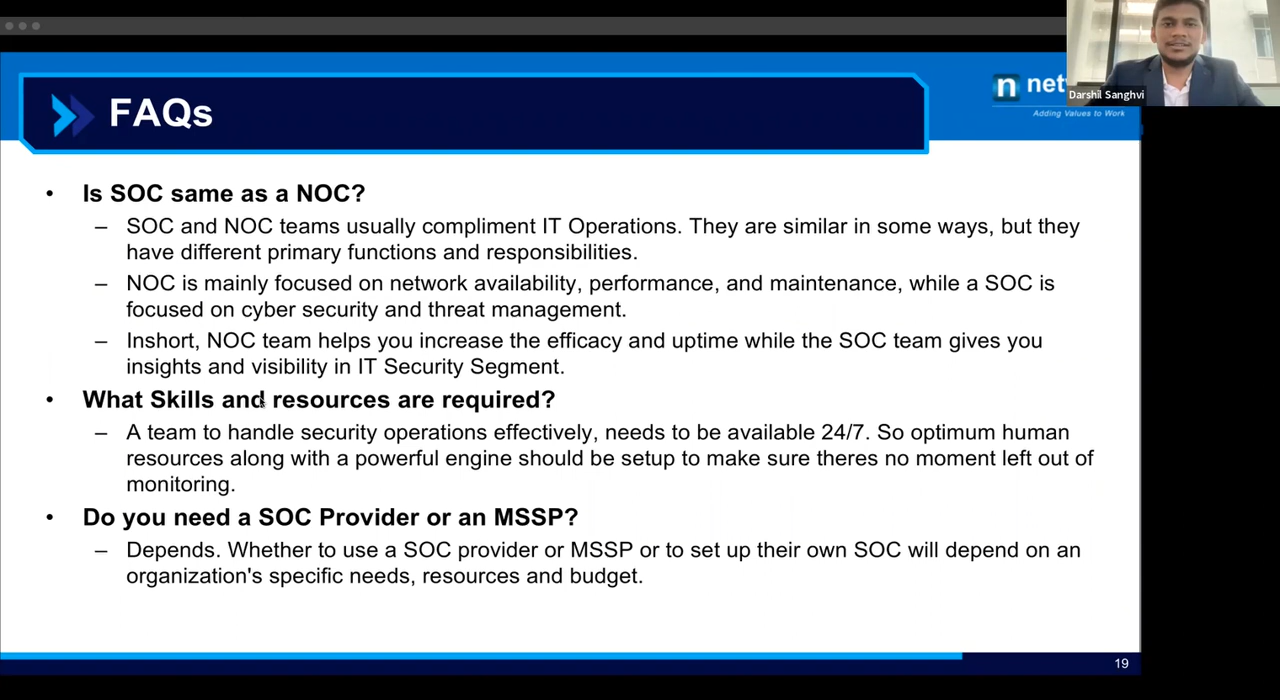 FAQs
n
Adding Values to Work
Darshil Sanghvi
• Is SOC same as a NOC?
– SOC and NOC teams usually compliment IT Operations. They are similar in some ways, but they
have different primary functions and responsibilities.
– NOC is mainly focused on network availability, performance, and maintenance, while a SOC is
focused on cyber security and threat management.
– Inshort, NOC team helps you increase the efficacy and uptime while the SOC team gives you
insights and visibility in IT Security Segment.
• What Skills and resources are required?
– A team to handle security operations effectively, needs to be available 24/7. So optimum human
resources along with a powerful engine should be setup to make sure theres no moment left out of
monitoring.
• Do you need a SOC Provider or an MSSP?
– Depends. Whether to use a SOC provider or MSSP or to set up their own SOC will depend on an
organization's specific needs, resources and budget.
19